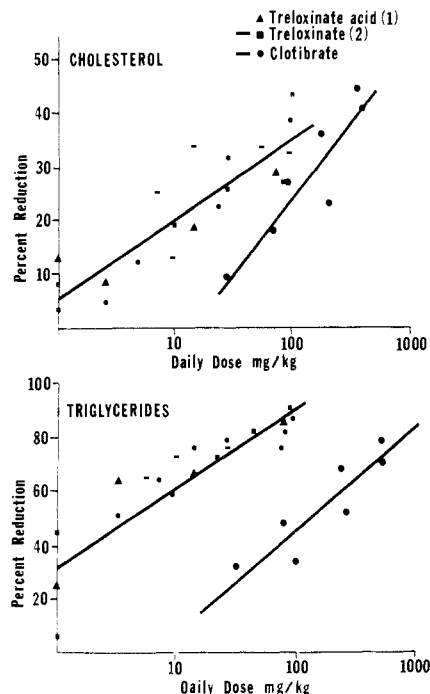 ▲ Treloxinate acid (1)
■ Treloxinate (2)
● Clotibrate
CHOLESTEROL
Percent Reduction
50
40
30
20
10
10 100 1000
Daily Dose mg/kg
TRIGLYCERIDES
Percent Reduction
100
80
60
40
20
10 100 1000
Daily Dose mg/kg